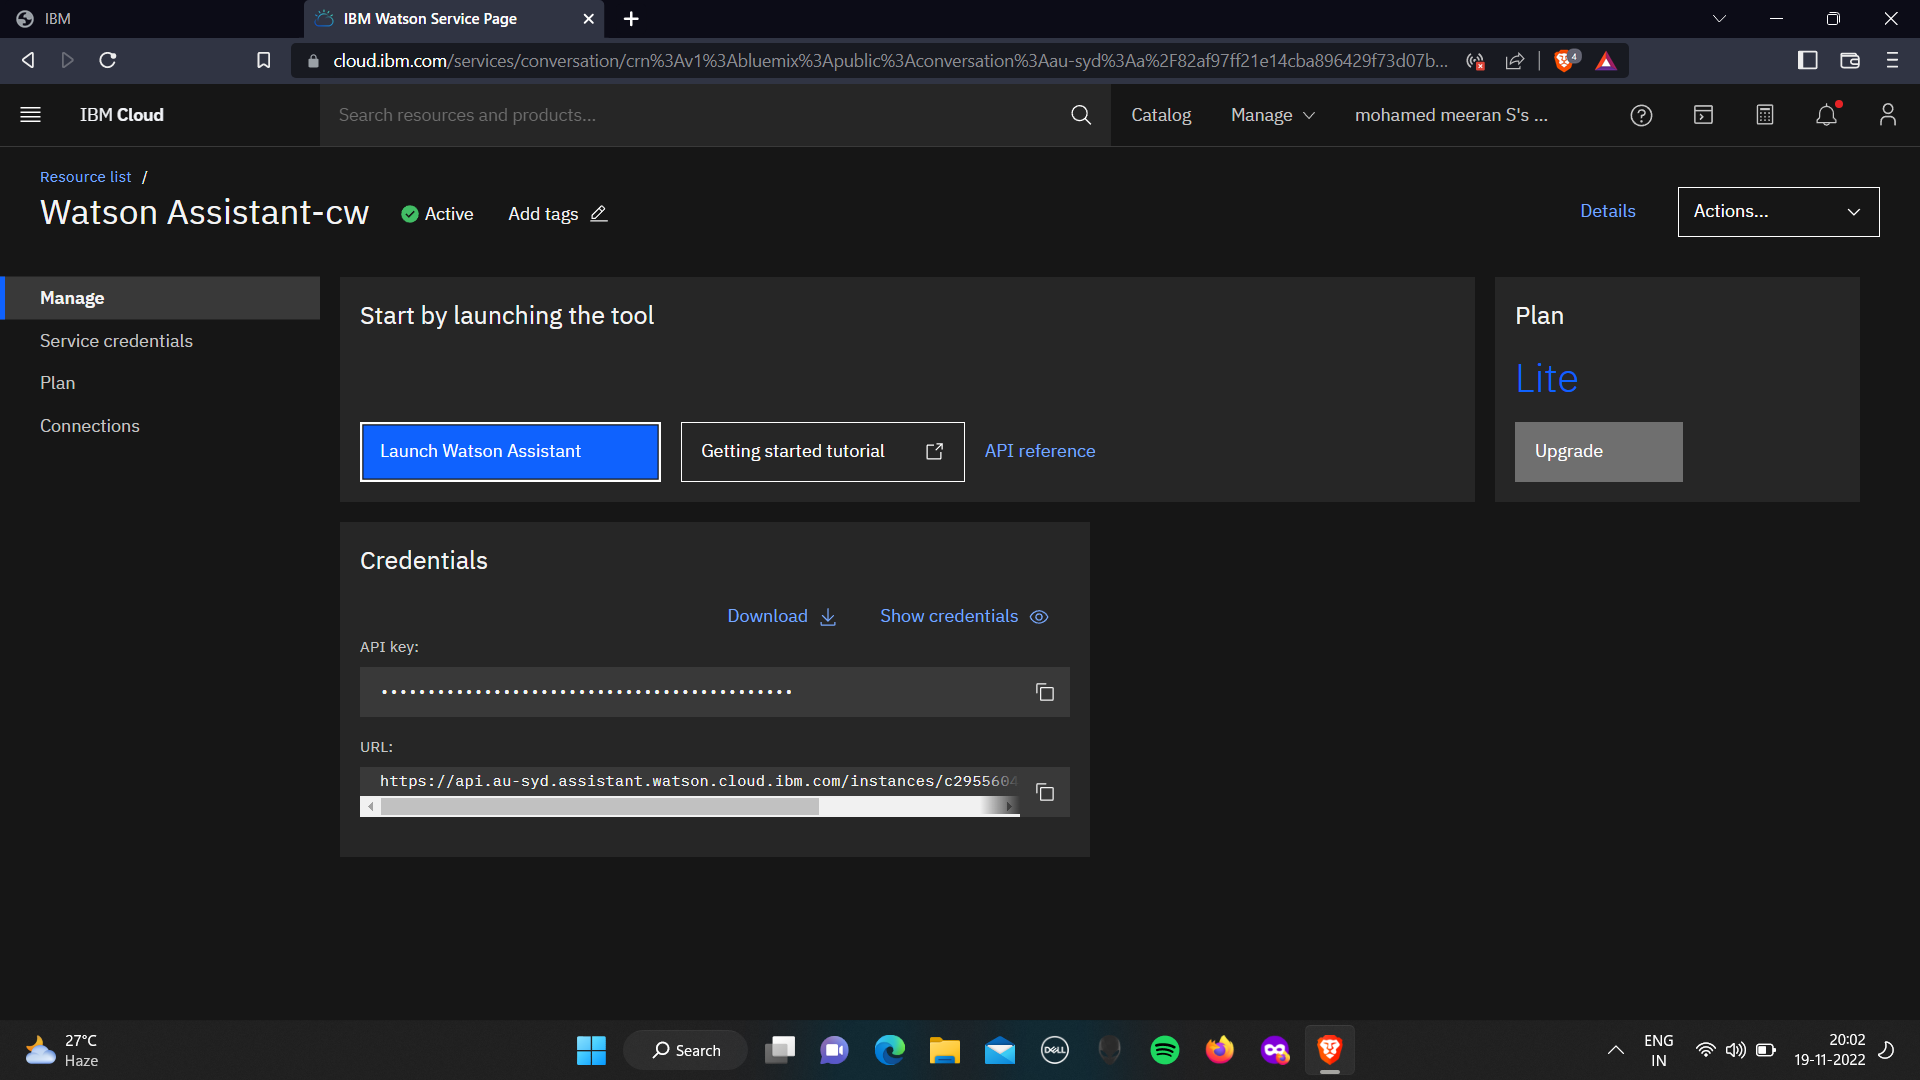 IBM
IBM Watson Service Page
cloud.ibm.com/services/conversation/crn%3Av1%3Abluemix%3Apublic%3Aconversation%3Aau-syd%3Aa%2F82af97ff21e14cba896429f73d07b...
4
IBM Cloud
Search resources and products...
Catalog
Manage
mohamed meeran S's ...
Resource list /
Watson Assistant-cw
Active
Add tags
Details
Actions...
Manage
Service credentials
Plan
Connections
Start by launching the tool
Launch Watson Assistant
Getting started tutorial
API reference
Plan
Lite
Upgrade
Credentials
Download
Show credentials
API key:
••••••••••••••••••••••••••••••••••••••••••••
URL:
https://api.au-syd.assistant.watson.cloud.ibm.com/instances/c2955604
27°C
Haze
Search
DELL
ENG
IN
20:02
19-11-2022